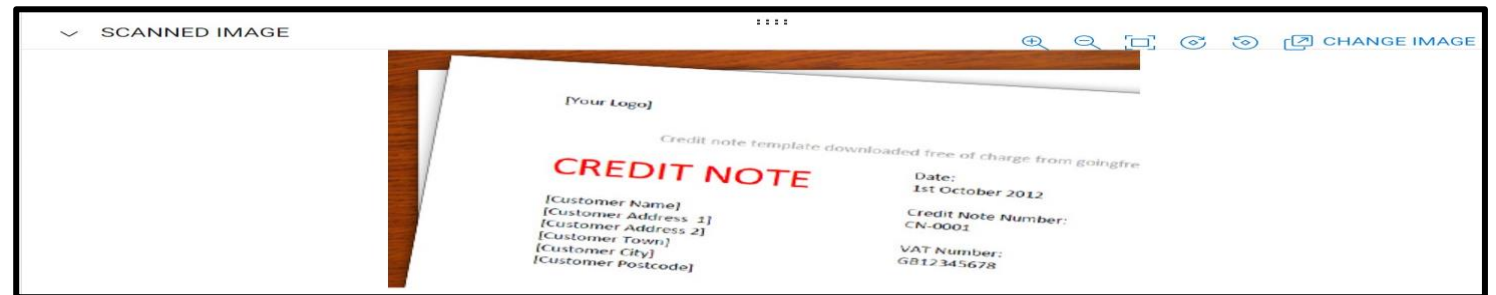 SCANNED IMAGE
CHANGE IMAGE
[Your Logo]
Credit note template downloaded free of charge from goingfre
CREDIT NOTE
[Customer Name]
[Customer Address 1]
[Customer Address 2]
[Customer Town]
[Customer City]
[Customer Postcode]
Date:
1st October 2012
Credit Note Number:
CN-0001
VAT Number:
GB12345678